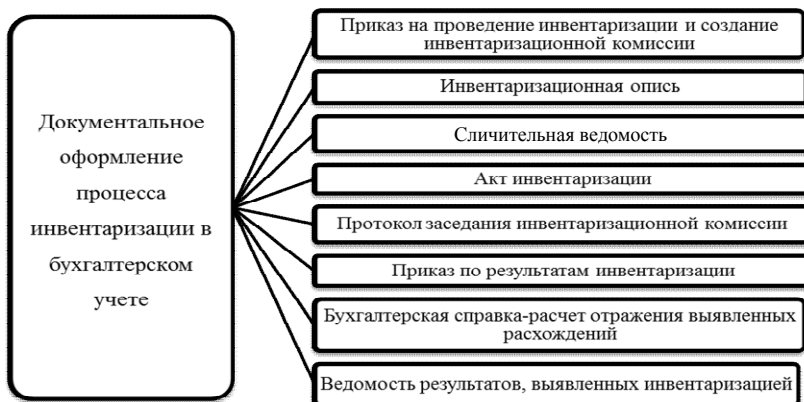 Документальное
оформление
процесса
инвентаризации в
бухгалтерском
учете
Приказ на проведение инвентаризации и создание
инвентаризационной комиссии
Инвентаризационная опись
Сличительная ведомость
Акт инвентаризации
Протокол заседания инвентаризационной комиссии
Приказ по результатам инвентаризации
Бухгалтерская справка-расчет отражения выявленных
расхождений
Ведомость результатов, выявленных инвентаризацией